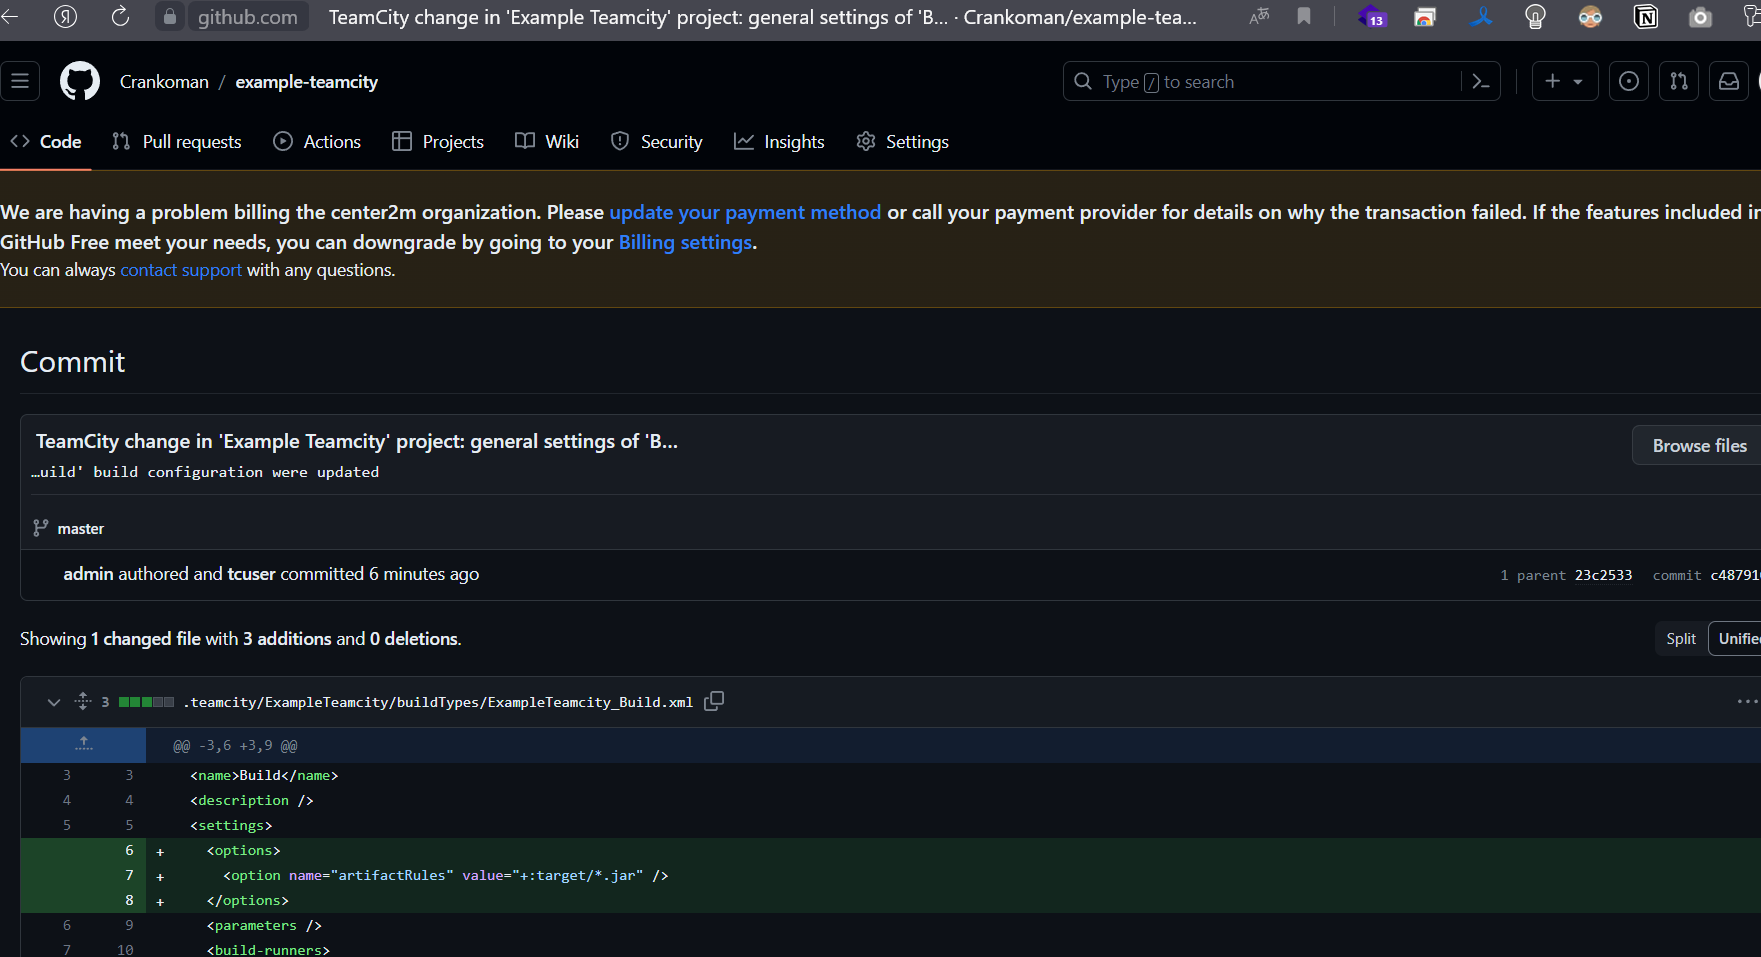 github.com TeamCity change in 'Example Teamcity' project: general settings of 'B... · Crankoman/example-tea...
13
Crankoman / example-teamcity
Type / to search
Code Pull requests Actions Projects Wiki Security Insights Settings
We are having a problem billing the center2m organization. Please update your payment method or call your payment provider for details on why the transaction failed. If the features included in
GitHub Free meet your needs, you can downgrade by going to your Billing settings.
You can always contact support with any questions.
Commit
TeamCity change in 'Example Teamcity' project: general settings of 'B...
Browse files
…uild' build configuration were updated
master
admin authored and tcuser committed 6 minutes ago
1 parent 23c2533 commit c48791
Showing 1 changed file with 3 additions and 0 deletions.
Split Unified
3 .teamcity/ExampleTeamcity/buildTypes/ExampleTeamcity_Build.xml
@@ -3,6 +3,9 @@
3 3 <name>Build</name>
4 4 <description />
5 5 <settings>
6 + <options>
7 + <option name="artifactRules" value="+:target/*.jar" />
8 + </options>
6 9 <parameters />
7 10 <build-runners>